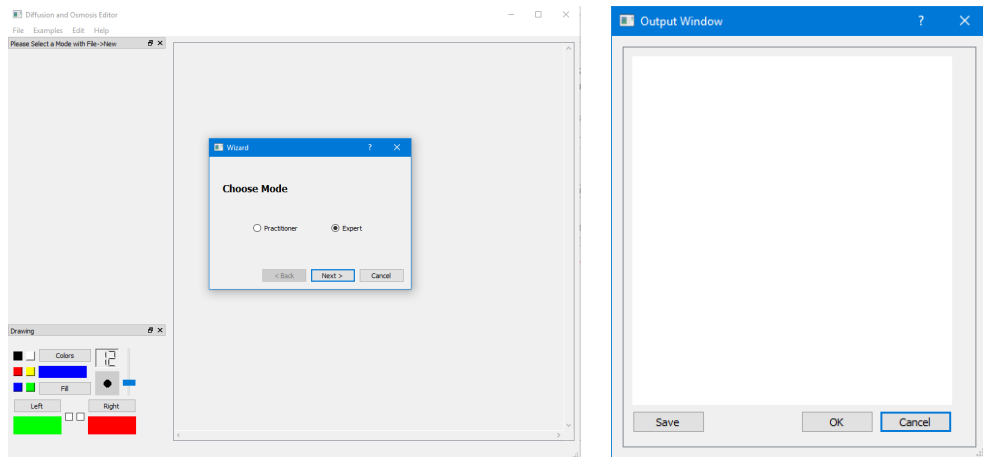 Diffusion and Osmosis Editor
File Examples Edit Help
Please Select a Mode with File->New
Wizard
?
Choose Mode
Practitioner
Expert
< Back
Next >
Cancel
Drawing
Colors
12
Fill
Left
Right
Output Window
?
Save
OK
Cancel